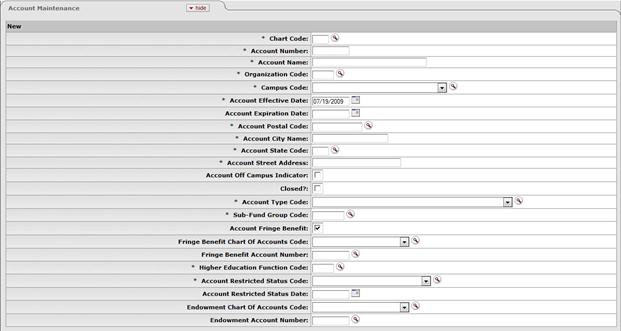 Account Maintenance ▼ hide
New
* Chart Code:
* Account Number:
* Account Name:
* Organization Code:
* Campus Code:
* Account Effective Date: 07/19/2009
Account Expiration Date:
* Account Postal Code:
* Account City Name:
* Account State Code:
* Account Street Address:
Account Off Campus Indicator:
Closed?:
* Account Type Code:
* Sub-Fund Group Code:
Account Fringe Benefit:
Fringe Benefit Chart Of Accounts Code:
Fringe Benefit Account Number:
* Higher Education Function Code:
* Account Restricted Status Code:
Account Restricted Status Date:
Endowment Chart Of Accounts Code:
Endowment Account Number: